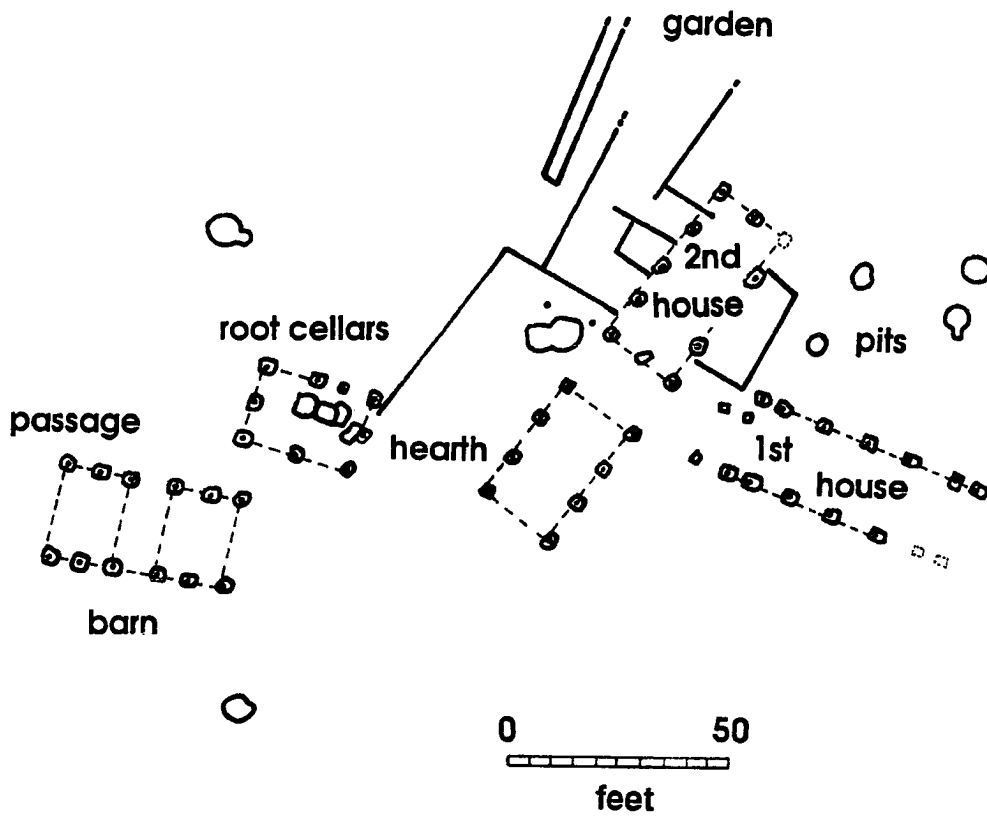 garden
2nd
house
root cellars
pits
passage
hearth
1st
house
barn
0 50
feet